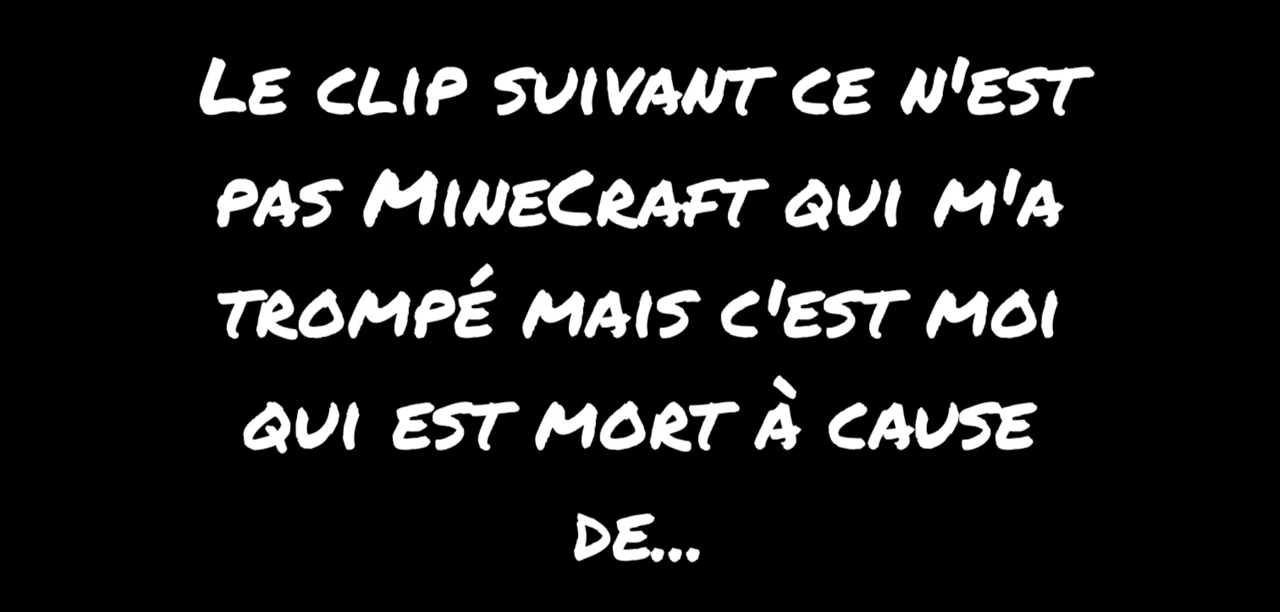 Le clip suivant ce n'est
pas MineCraft qui m'a
trompé mais c'est moi
qui est mort à cause
de...